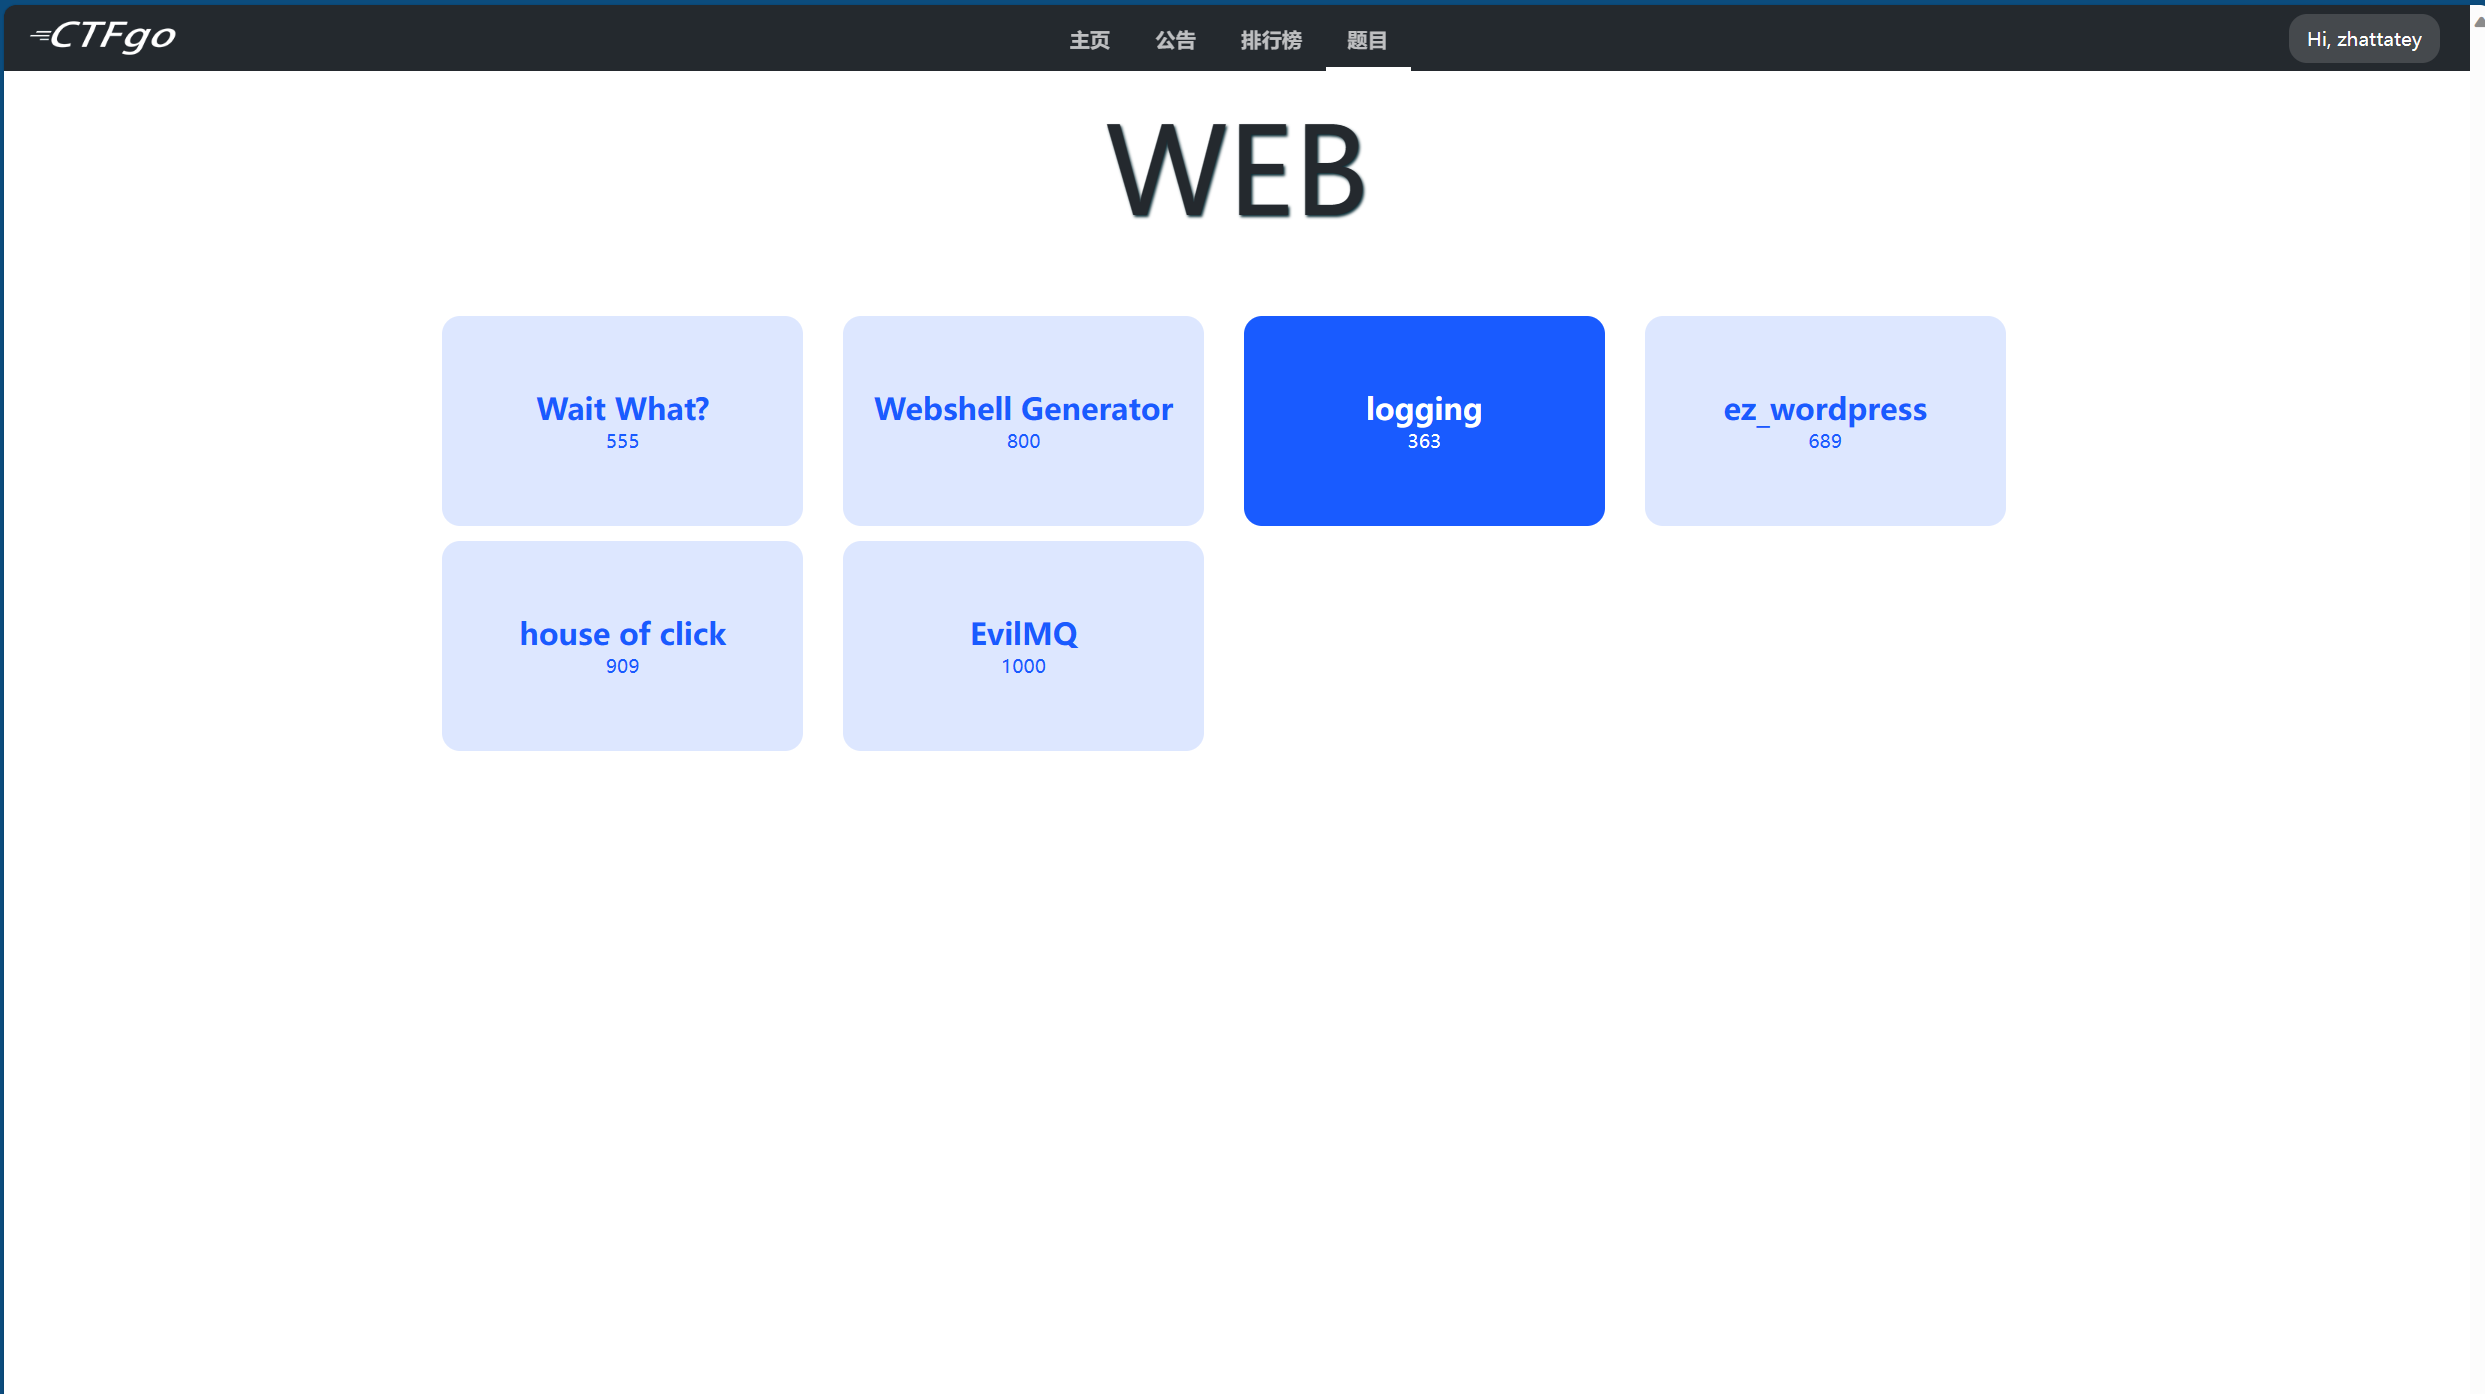 CTFgo
主页 公告 排行榜 题目
Hi, zhattatey
WEB
Wait What?
555
Webshell Generator
800
logging
363
ez_wordpress
689
house of click
909
EvilMQ
1000